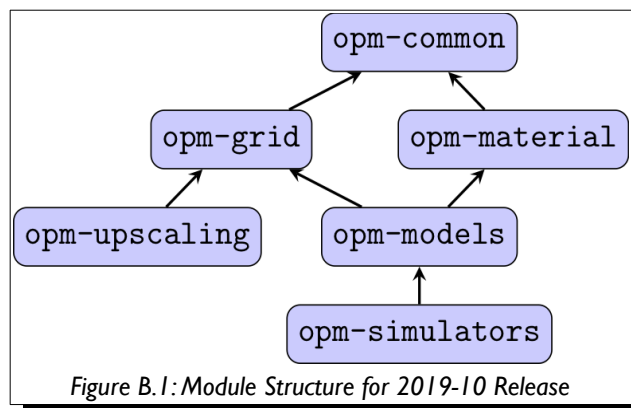 opm-common
opm-grid
opm-material
opm-upscaling
opm-models
opm-simulators
Figure B.1: Module Structure for 2019-10 Release